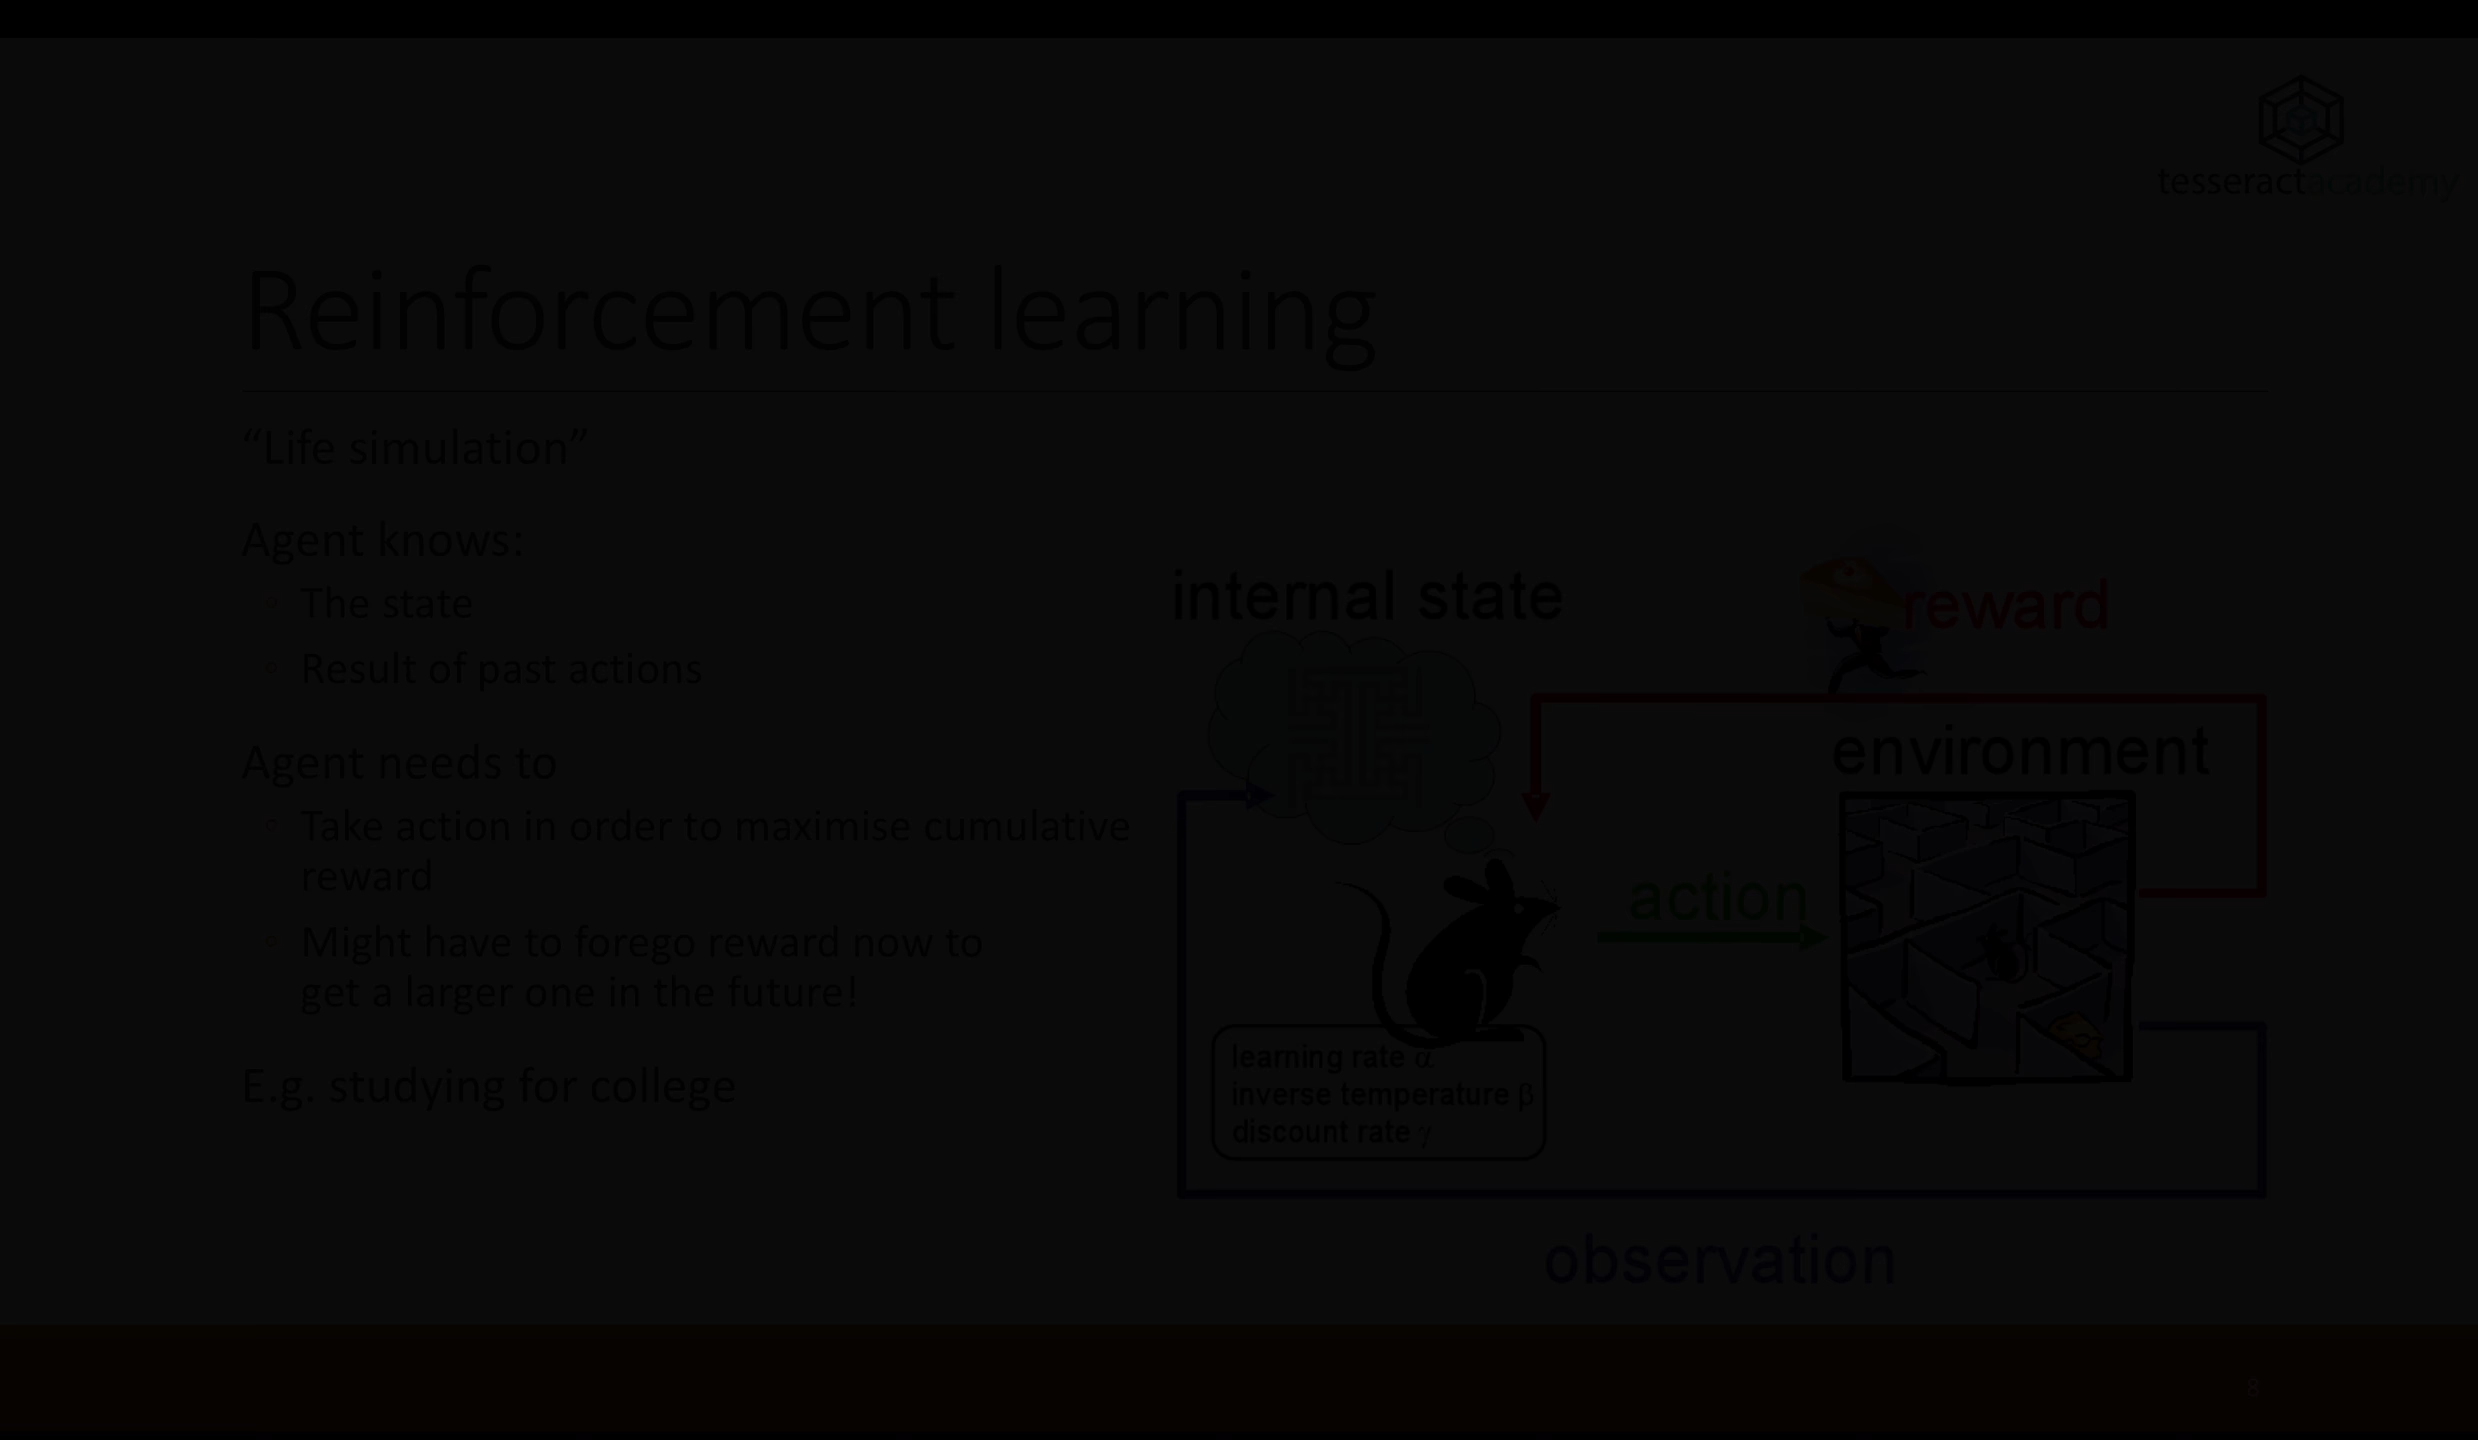 tesseractacademy
Reinforcement learning
“Life simulation”
Agent knows:
The state
Result of past actions
Agent needs to
Take action in order to maximise cumulative
reward
Might have to forego reward now to
get a larger one in the future!
E.g. studying for college
internal state
reward
environment
action
learning rate α
inverse temperature β
discount rate γ
observation
8